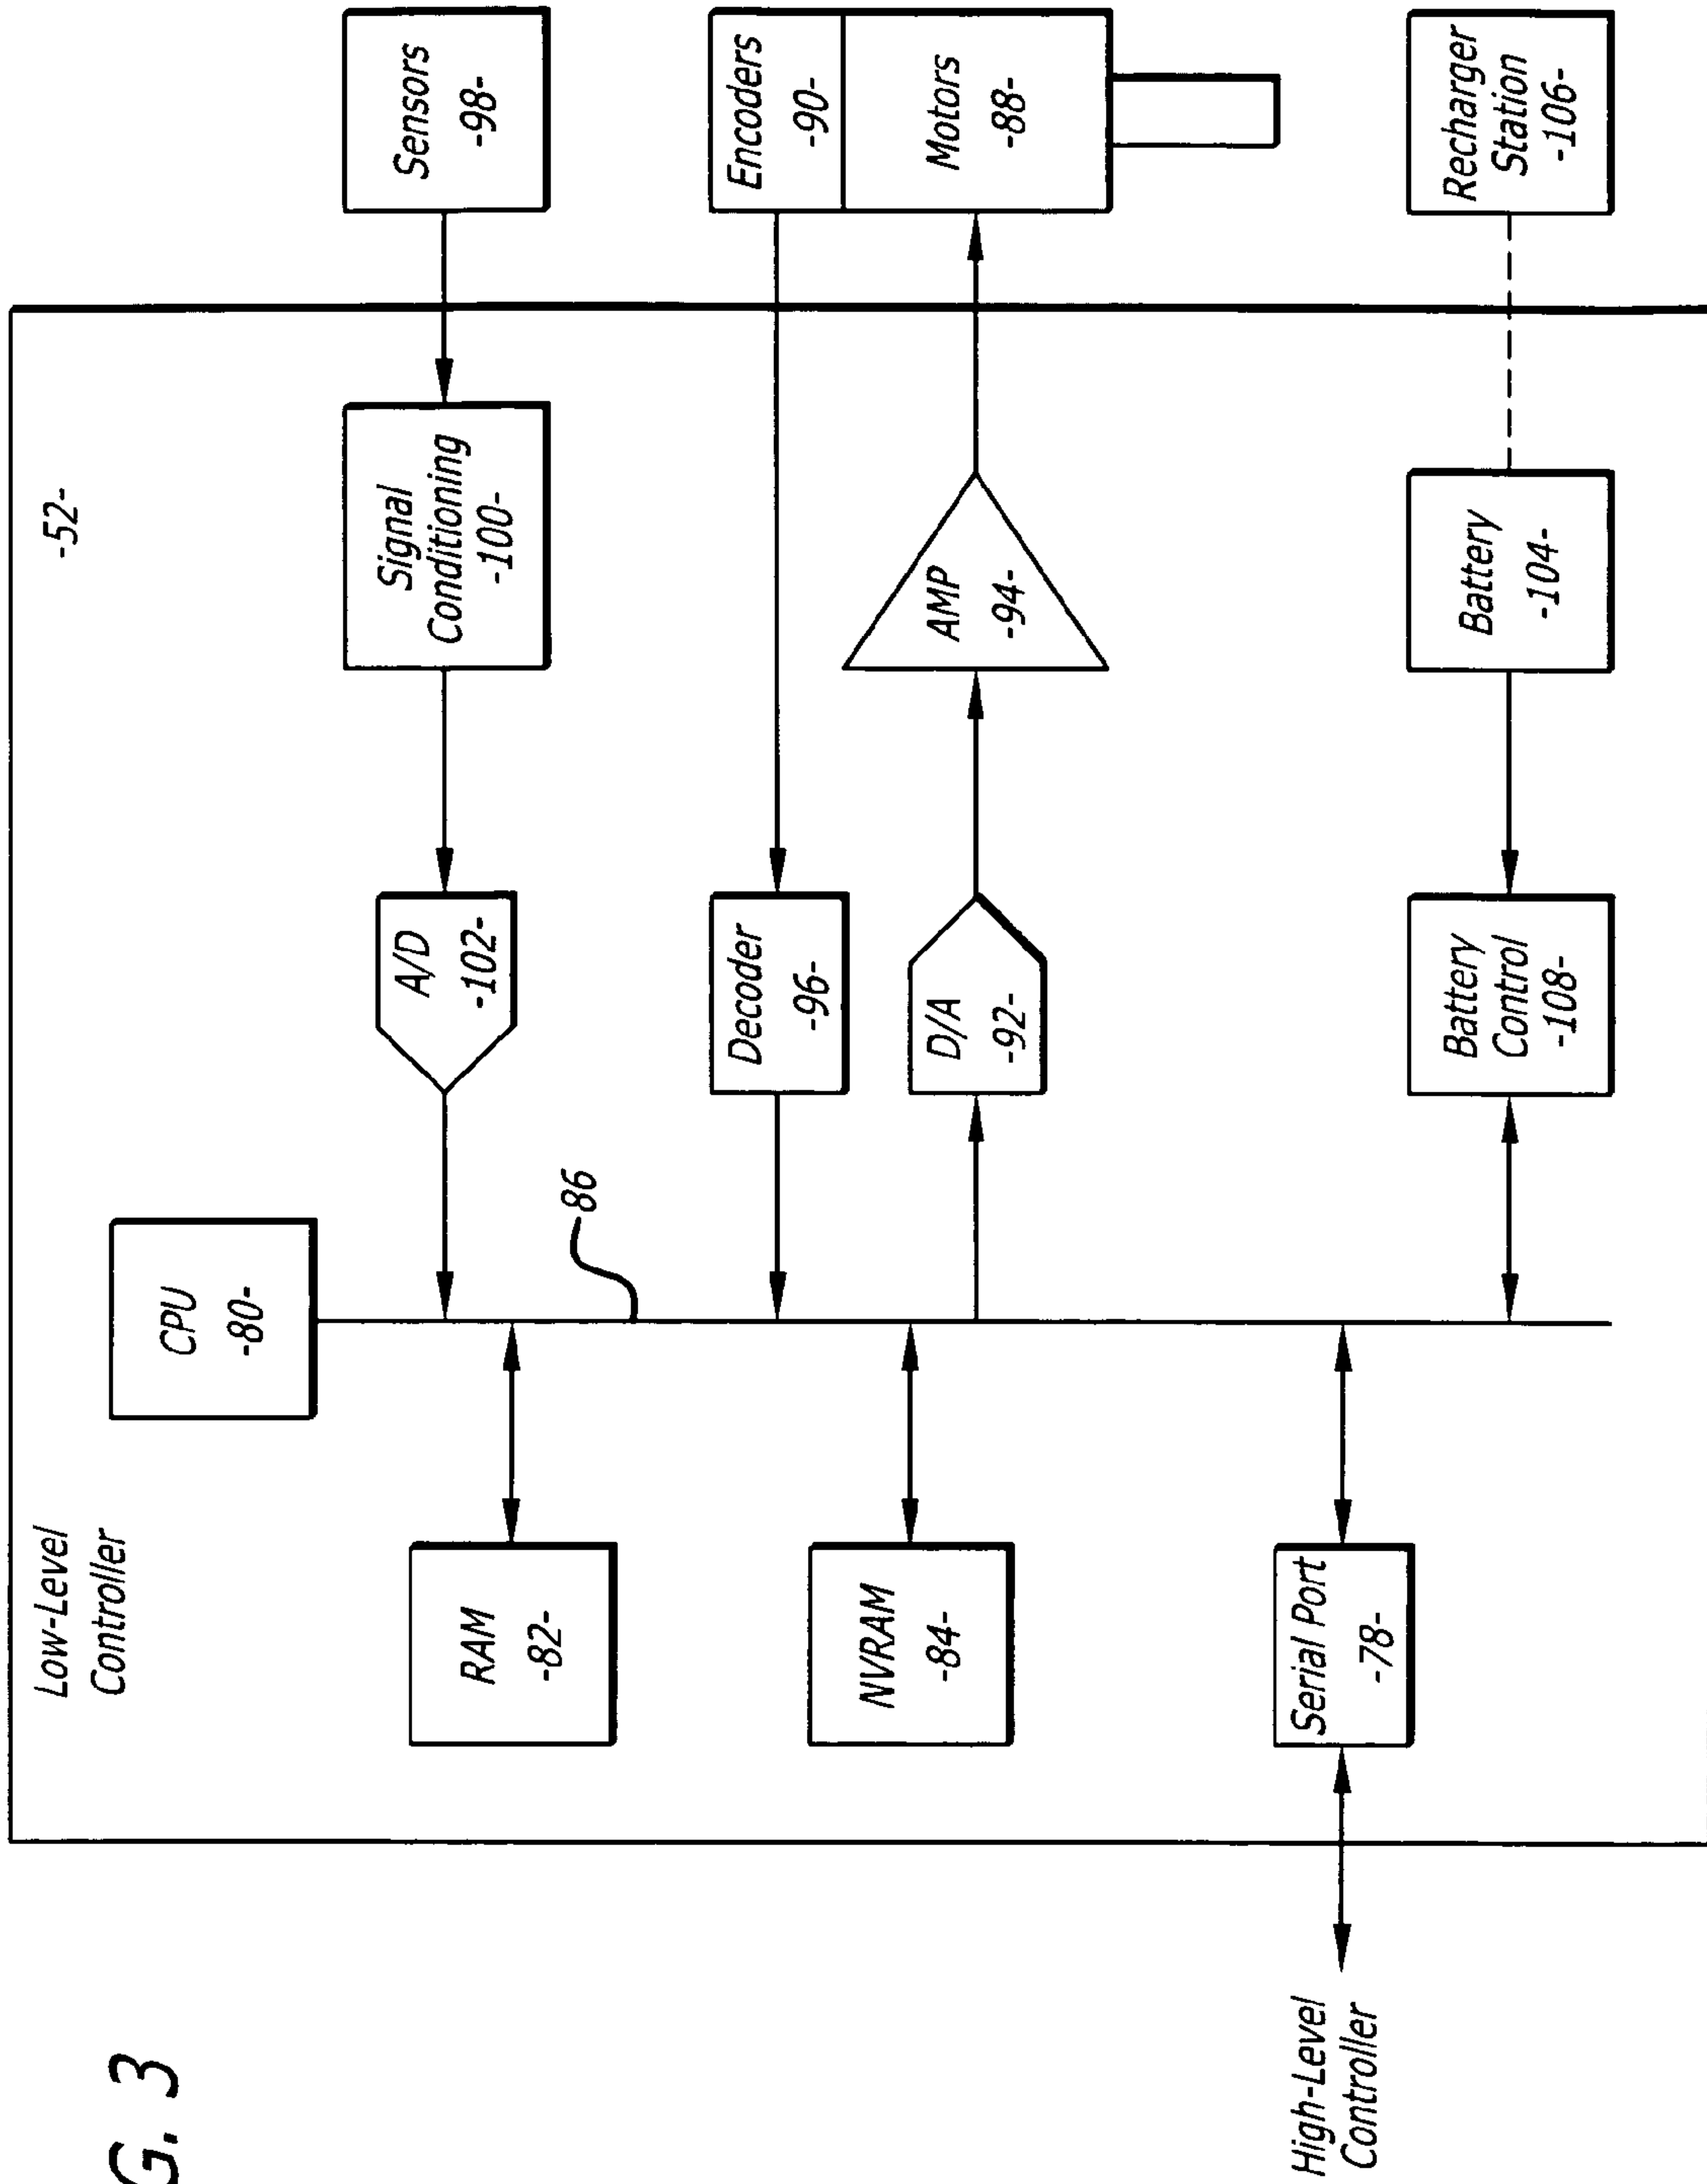 G. 3
Low-Level
Controller
-52-
CPU
-80-
RAM
-82-
NVRAM
-84-
Serial Port
-78-
High-Level
Controller
86
A/D
-102-
Signal
Conditioning
-100-
Sensors
-98-
Decoder
-96-
Encoders
-90-
D/A
-92-
AMP
-94-
Motors
-88-
Battery
Control
-108-
Battery
-104-
Recharger
Station
-106-